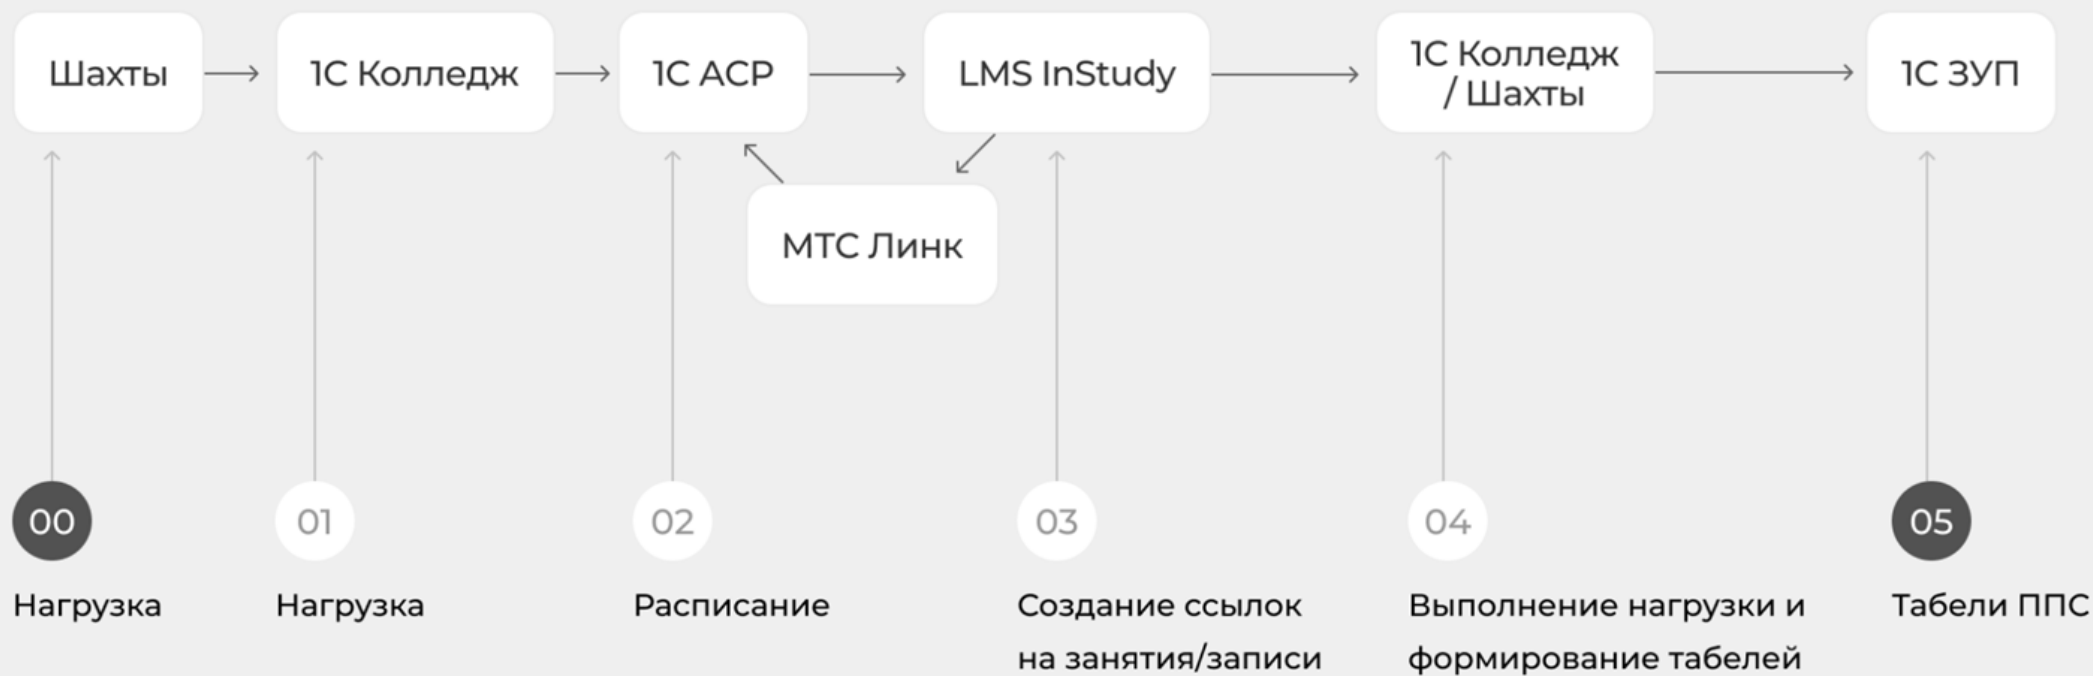 Шахты
1С Колледж
1С АСР
LMS InStudy
1С Колледж
/ Шахты
1С ЗУП
МТС Линк
00
01
02
03
04
05
Нагрузка
Нагрузка
Расписание
Создание ссылок
на занятия/записи
Выполнение нагрузки и
формирование табелей
Табели ППС